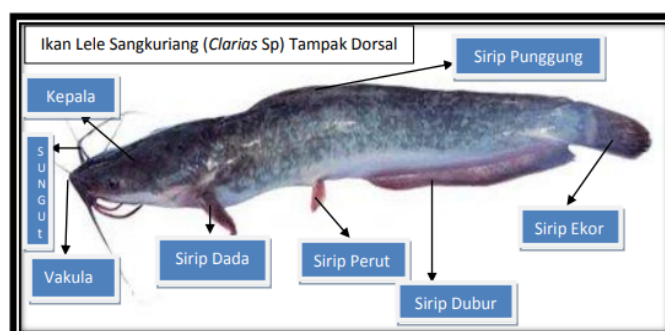 Ikan Lele Sangkuriang (Clarias Sp) Tampak Dorsal
Sirip Punggung
Kepala
SUNGUt
Vakula
Sirip Dada
Sirip Perut
Sirip Dubur
Sirip Ekor